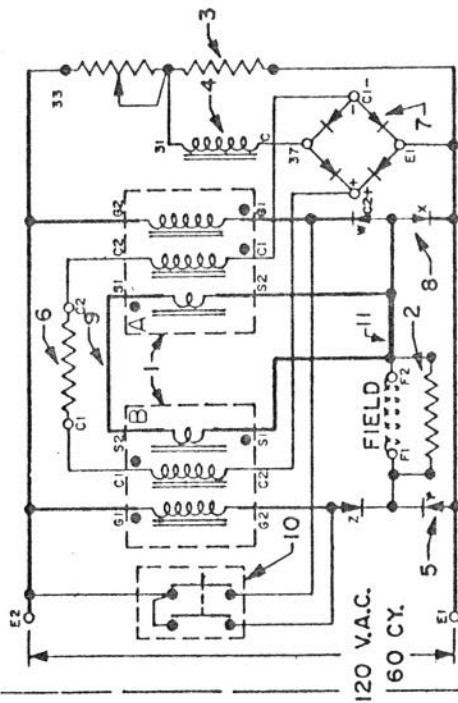 6
C1 C2
9
33
3
4
31
C
37
-
C1-
7
+
C2+
E1
1
B
G1 C1 S2
G2 C2 S1
A
S1 C2 G2
S2 C1 G1
E2
10
W
X
8
11
2
FIELD
F1 F2
Z
5
120 V.A.C.
60 CY.
E1